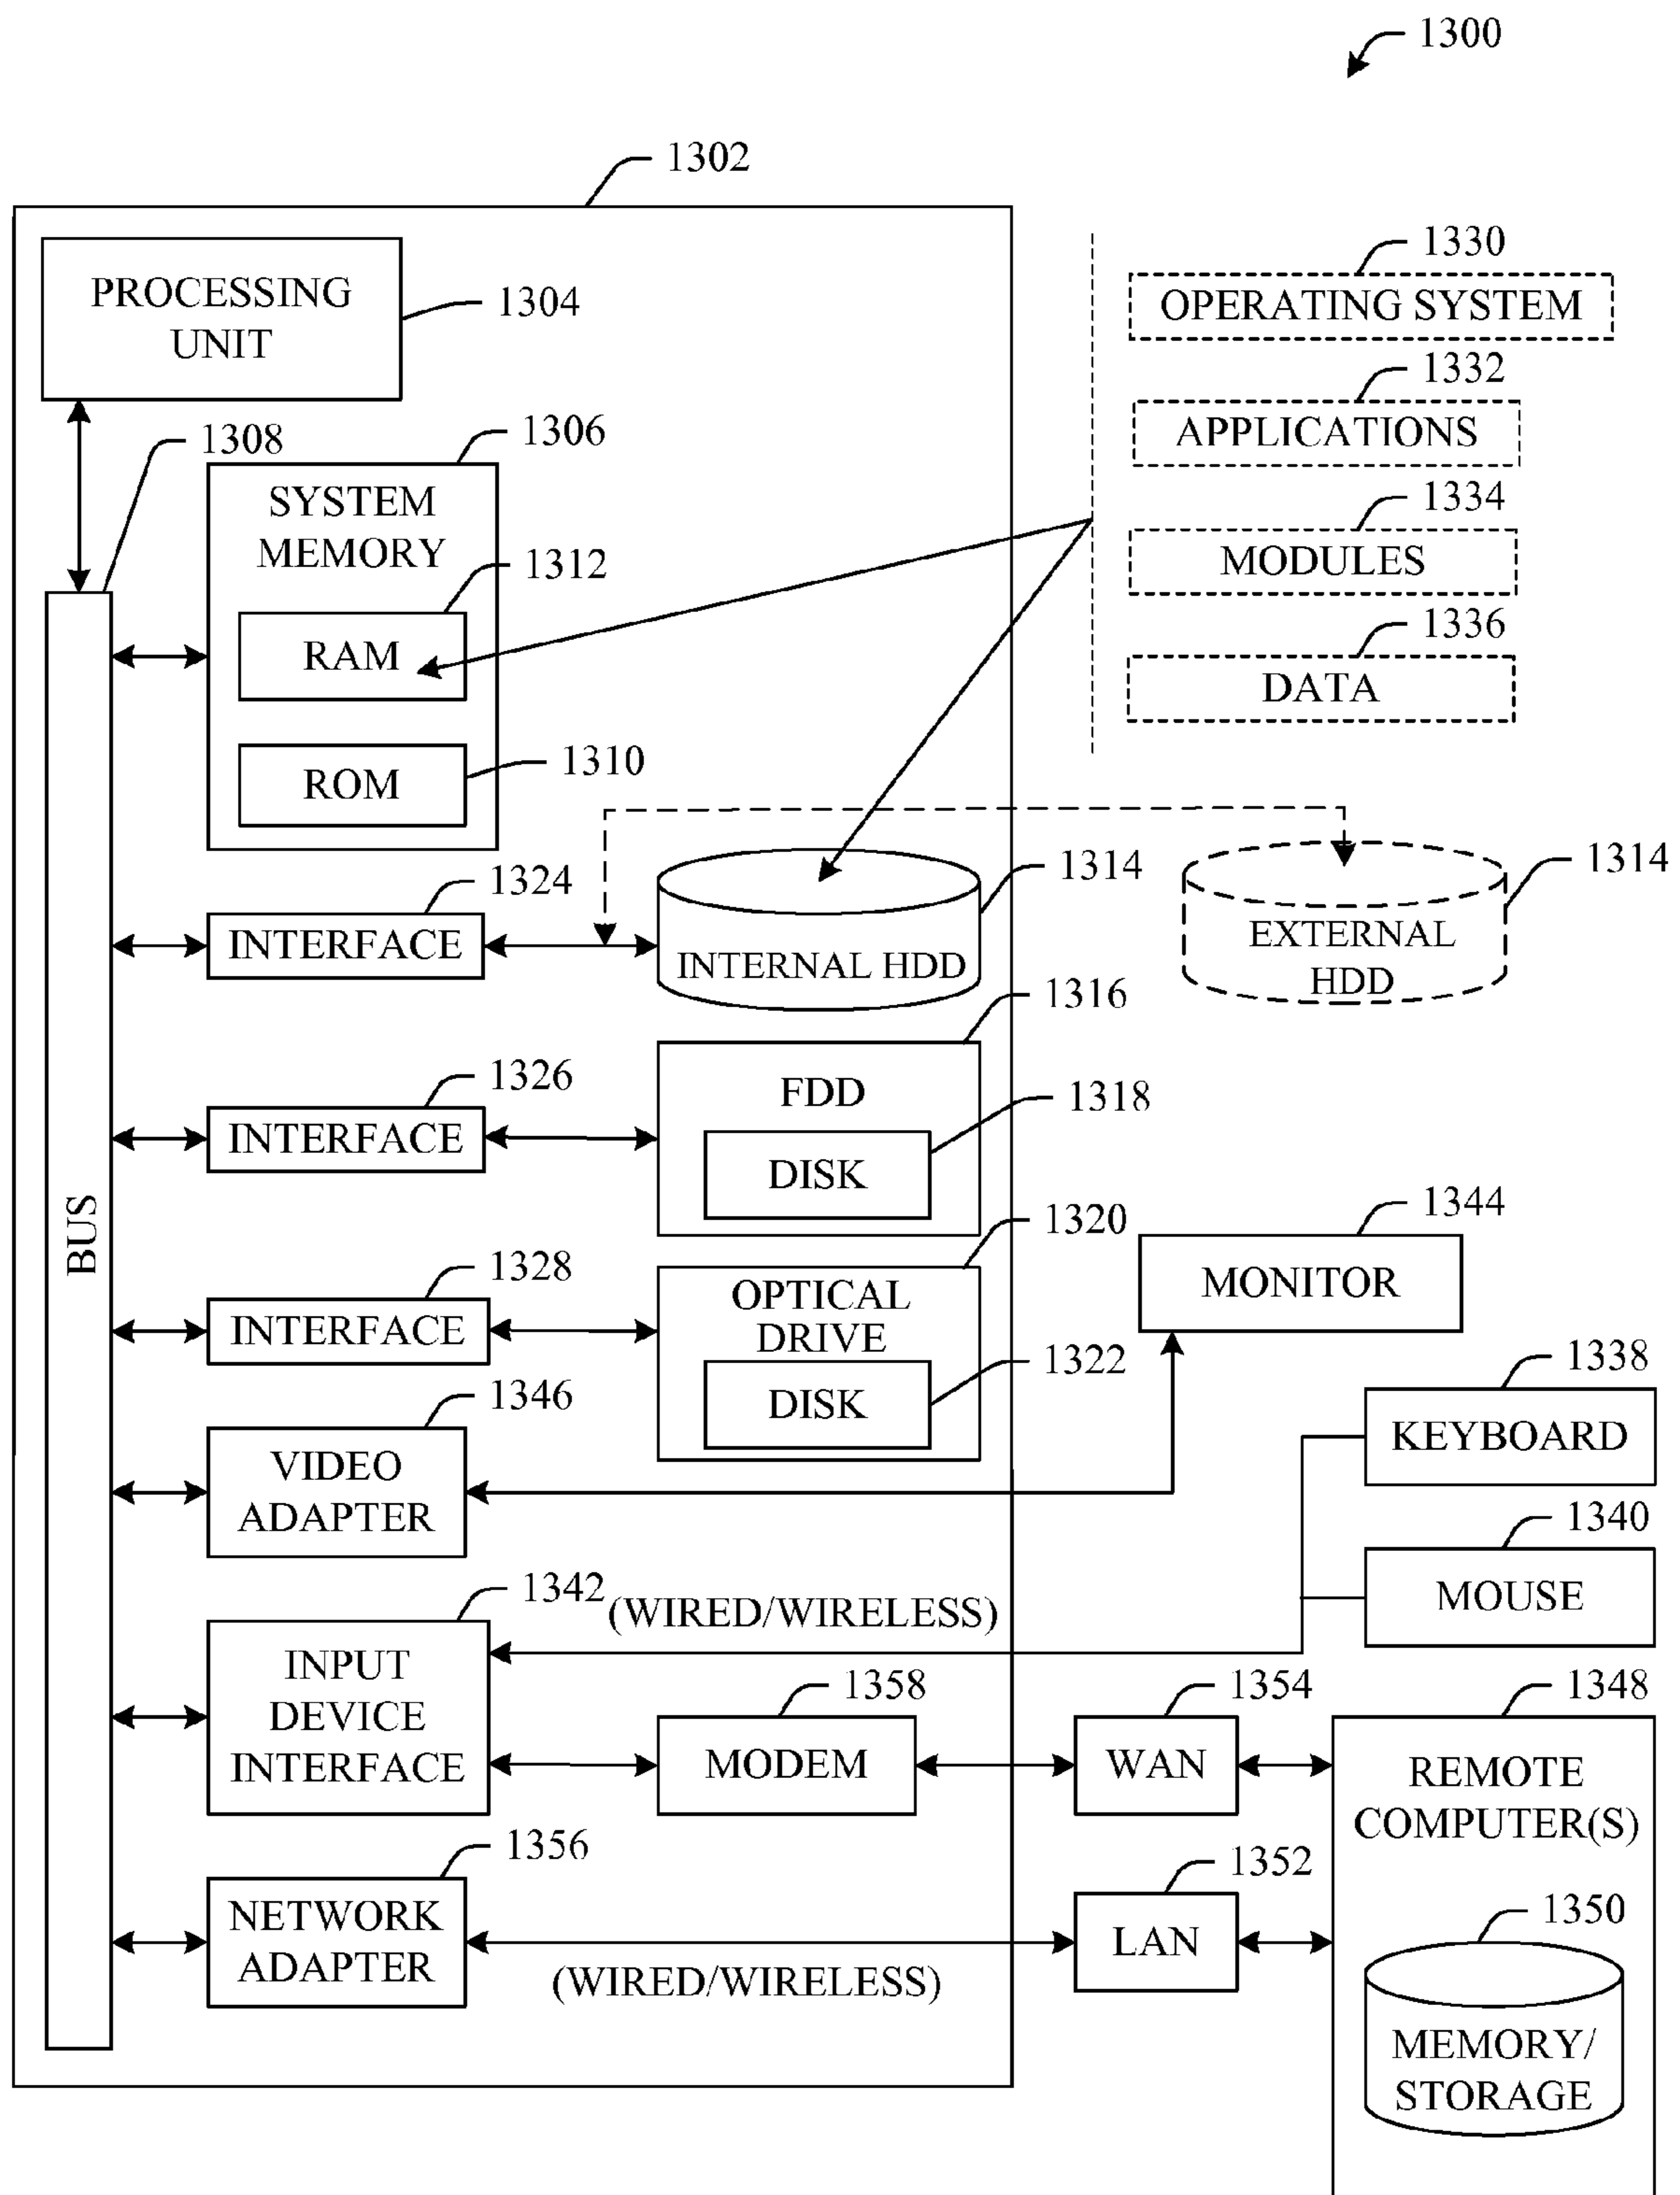 1300
1302
PROCESSING
UNIT
1304
1308
1306
SYSTEM
MEMORY
1312
RAM
1310
ROM
1330
OPERATING SYSTEM
1332
APPLICATIONS
1334
MODULES
1336
DATA
BUS
1324
INTERFACE
1314
INTERNAL HDD
1314
EXTERNAL
HDD
1326
INTERFACE
1316
FDD
1318
DISK
1328
INTERFACE
1320
OPTICAL
DRIVE
1322
DISK
1344
MONITOR
1346
VIDEO
ADAPTER
1338
KEYBOARD
1340
MOUSE
1342
(WIRED/WIRELESS)
INPUT
DEVICE
INTERFACE
1358
MODEM
1354
WAN
1348
REMOTE
COMPUTER(S)
1356
NETWORK
ADAPTER
(WIRED/WIRELESS)
1352
LAN
1350
MEMORY/
STORAGE